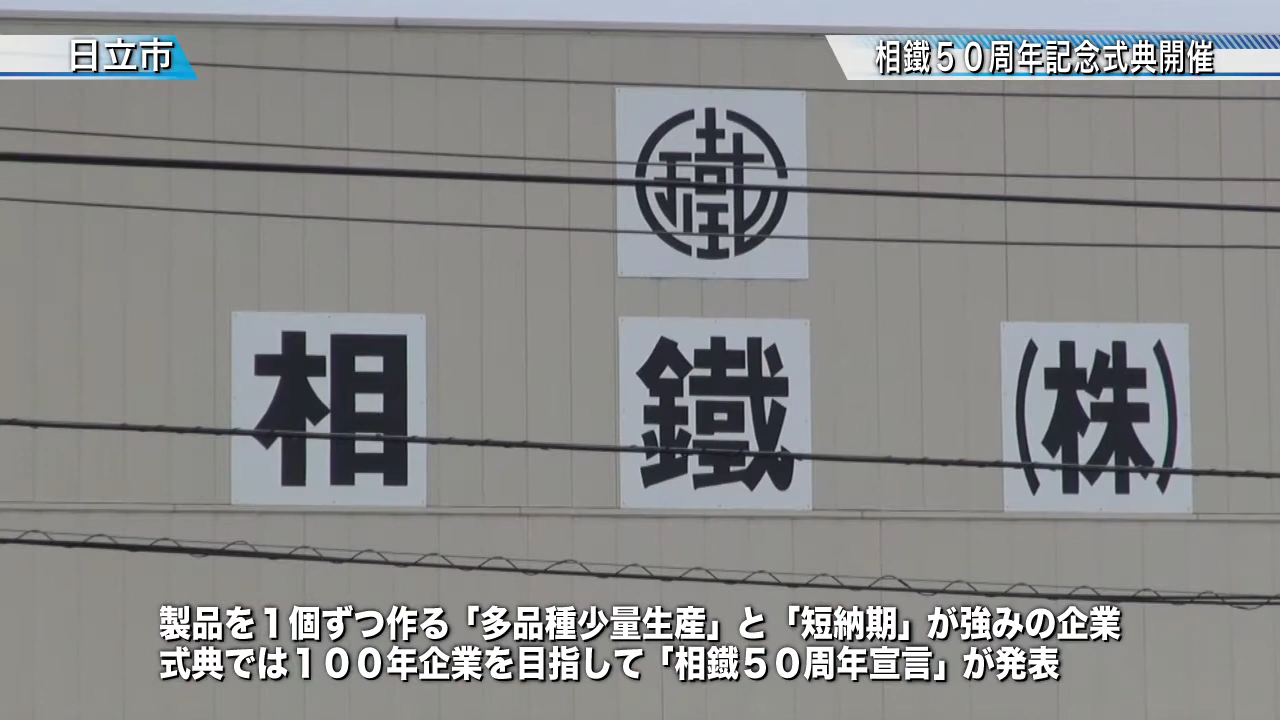 日立市
相鐵５０周年記念式典開催
鐵
相鐵(株)
製品を１個ずつ作る「多品種少量生産」と「短納期」が強みの企業
式典では１００年企業を目指して「相鐵５０周年宣言」が発表